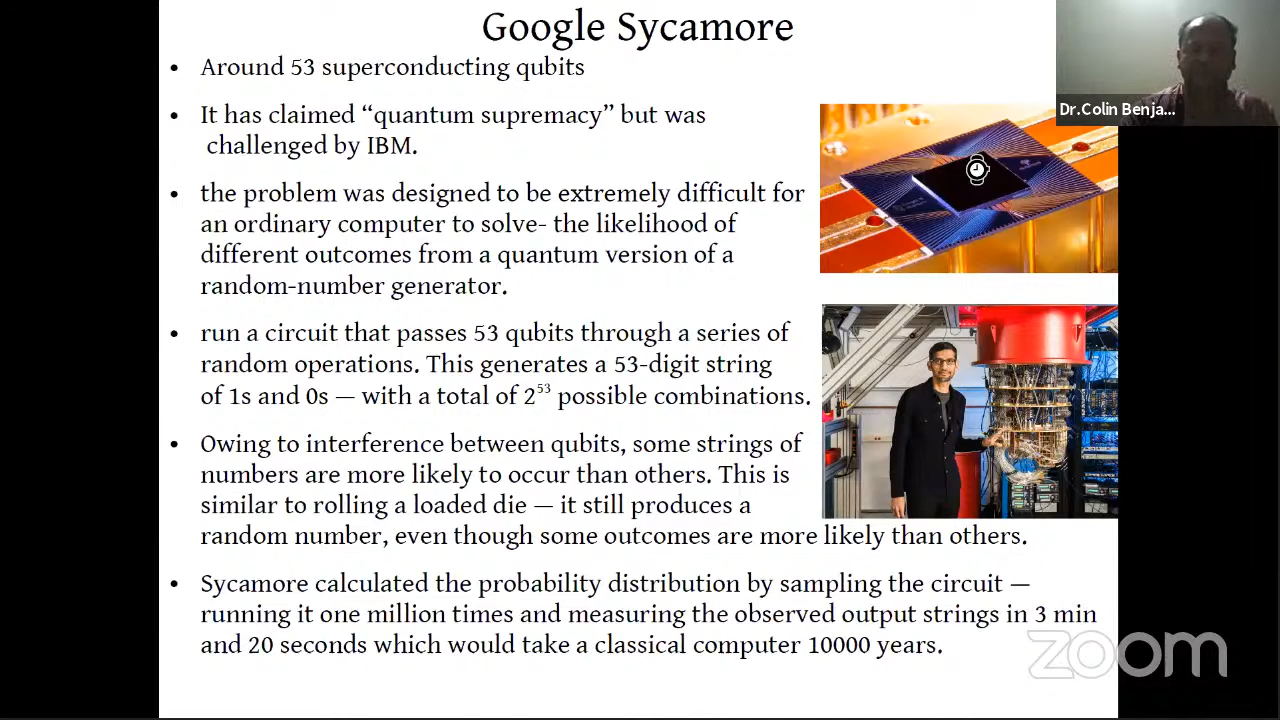 Google Sycamore
• Around 53 superconducting qubits
• It has claimed “quantum supremacy” but was
challenged by IBM.
• the problem was designed to be extremely difficult for
an ordinary computer to solve- the likelihood of
different outcomes from a quantum version of a
random-number generator.
• run a circuit that passes 53 qubits through a series of
random operations. This generates a 53-digit string
of 1s and 0s — with a total of 2⁵³ possible combinations.
• Owing to interference between qubits, some strings of
numbers are more likely to occur than others. This is
similar to rolling a loaded die — it still produces a
random number, even though some outcomes are more likely than others.
• Sycamore calculated the probability distribution by sampling the circuit —
running it one million times and measuring the observed output strings in 3 min
and 20 seconds which would take a classical computer 10000 years.
Dr.Colin Benja...
zoom